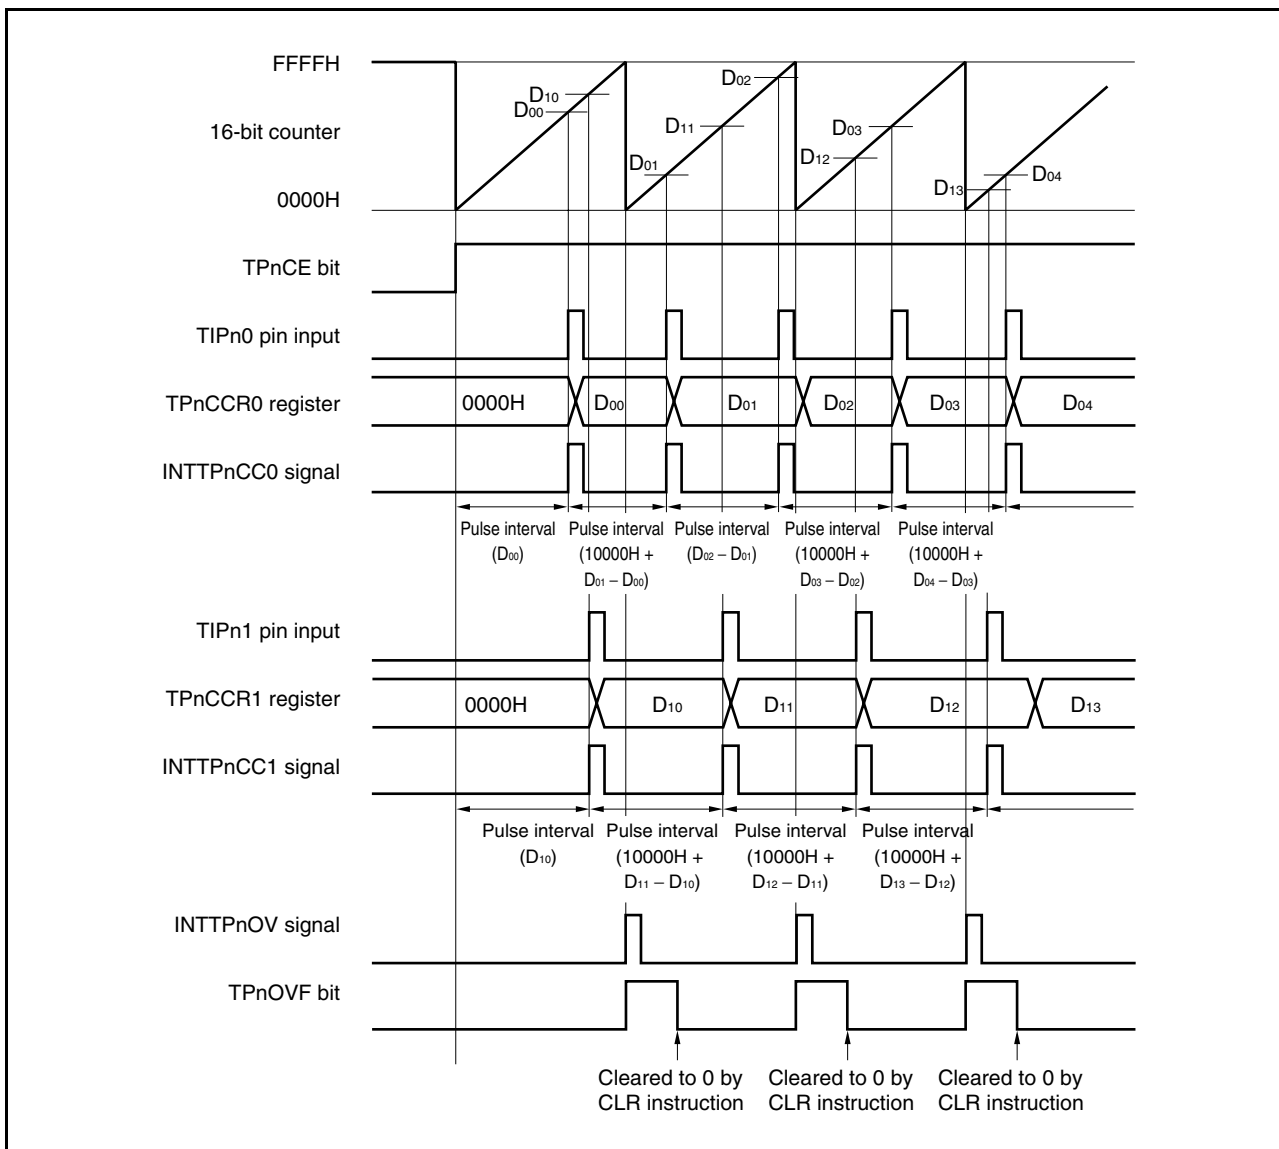 FFFFH
D10
D00
D02
16-bit counter
D11
D03
D01
D12
D13
D04
0000H
TPnCE bit
TIPn0 pin input
TPnCCR0 register
0000H
D00
D01
D02
D03
D04
INTTPnCC0 signal
Pulse interval
(D00)
Pulse interval
(10000H +
D01 – D00)
Pulse interval
(D02 – D01)
Pulse interval
(10000H +
D03 – D02)
Pulse interval
(10000H +
D04 – D03)
TIPn1 pin input
TPnCCR1 register
0000H
D10
D11
D12
D13
INTTPnCC1 signal
Pulse interval
(D10)
Pulse interval
(10000H +
D11 – D10)
Pulse interval
(10000H +
D12 – D11)
Pulse interval
(10000H +
D13 – D12)
INTTPnOV signal
TPnOVF bit
Cleared to 0 by
CLR instruction
Cleared to 0 by
CLR instruction
Cleared to 0 by
CLR instruction